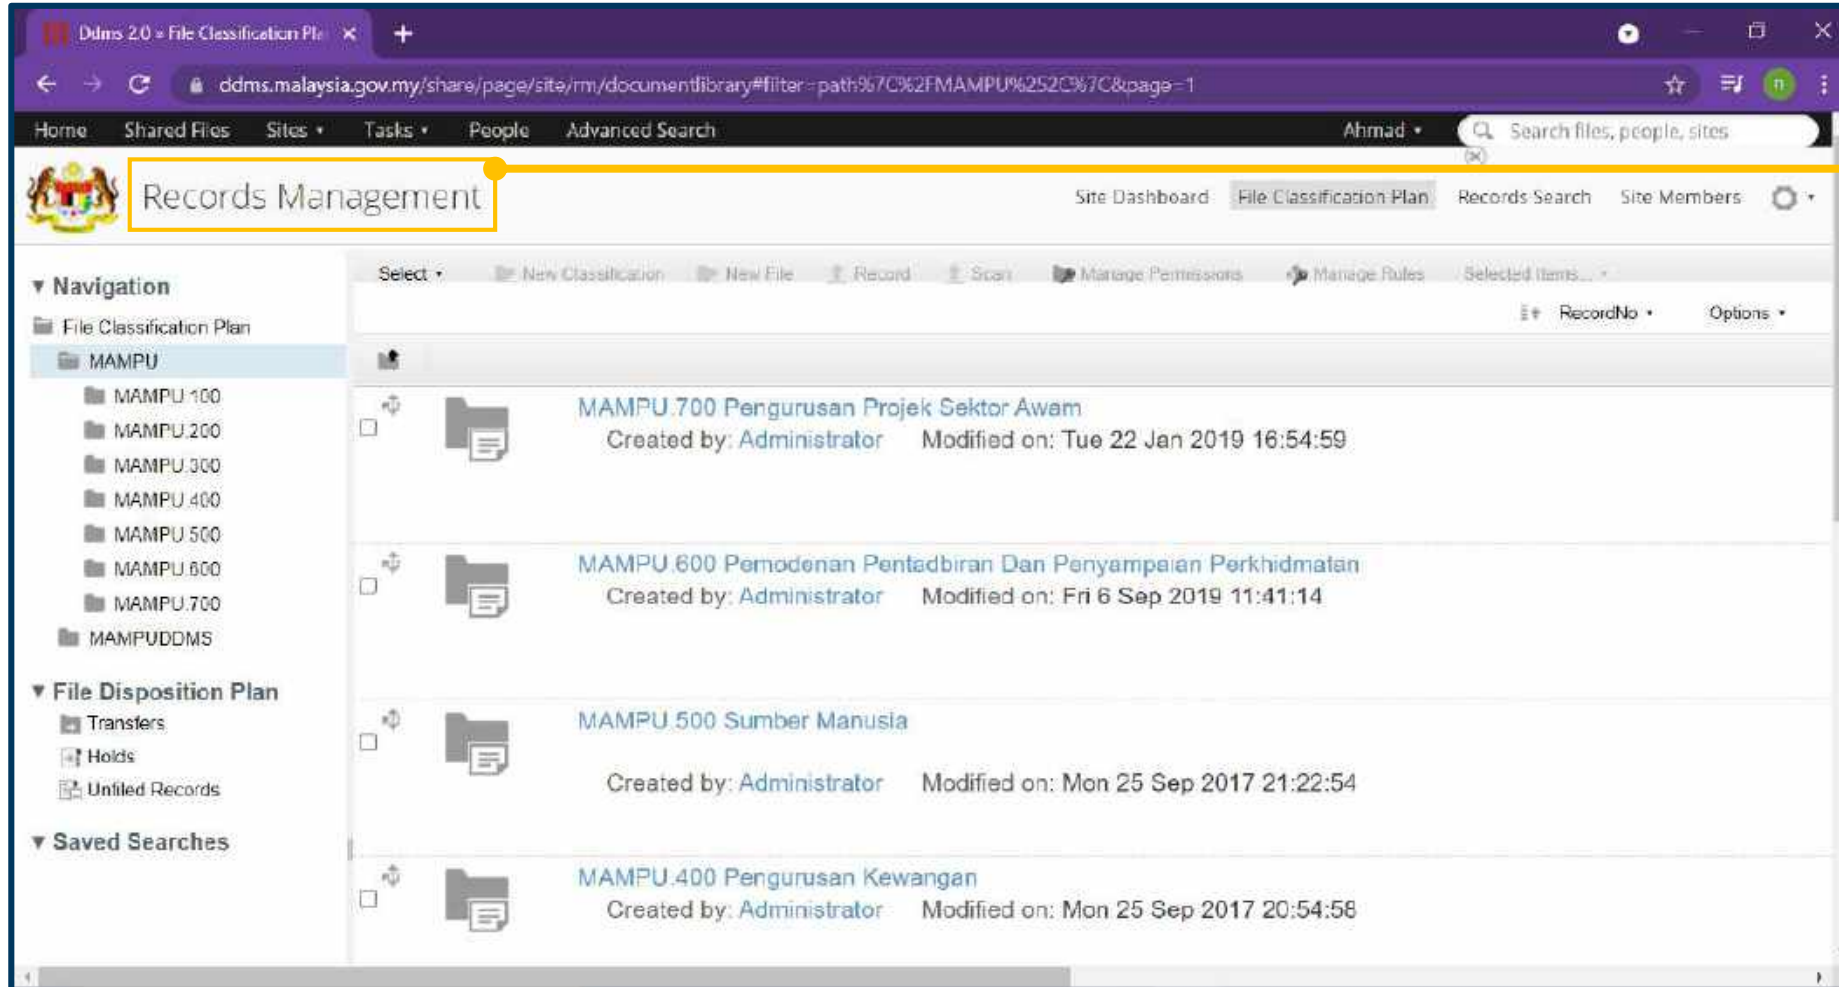 Ddms 2.0 » File Classification Pla
ddms.malaysia.gov.my/share/page/site/rm/documentlibrary#filter=path%7C%2FMAMPU%252C%7C&page=1
n
Home Shared Files Sites Tasks People Advanced Search Ahmad Search files, people, sites
Records Management
Site Dashboard File Classification Plan Records Search Site Members
Select New Classification New File Record Scan Manage Permissions Manage Rules Selected Items...
RecordNo Options
Navigation
File Classification Plan
MAMPU
MAMPU.100
MAMPU.200
MAMPU.300
MAMPU.400
MAMPU.500
MAMPU.600
MAMPU.700
MAMPUDDMS
File Disposition Plan
Transfers
Holds
Unfiled Records
Saved Searches
MAMPU.700 Pengurusan Projek Sektor Awam
Created by: Administrator Modified on: Tue 22 Jan 2019 16:54:59
MAMPU.600 Pemodenan Pentadbiran Dan Penyampaian Perkhidmatan
Created by: Administrator Modified on: Fri 6 Sep 2019 11:41:14
MAMPU.500 Sumber Manusia
Created by: Administrator Modified on: Mon 25 Sep 2017 21:22:54
MAMPU.400 Pengurusan Kewangan
Created by: Administrator Modified on: Mon 25 Sep 2017 20:54:58